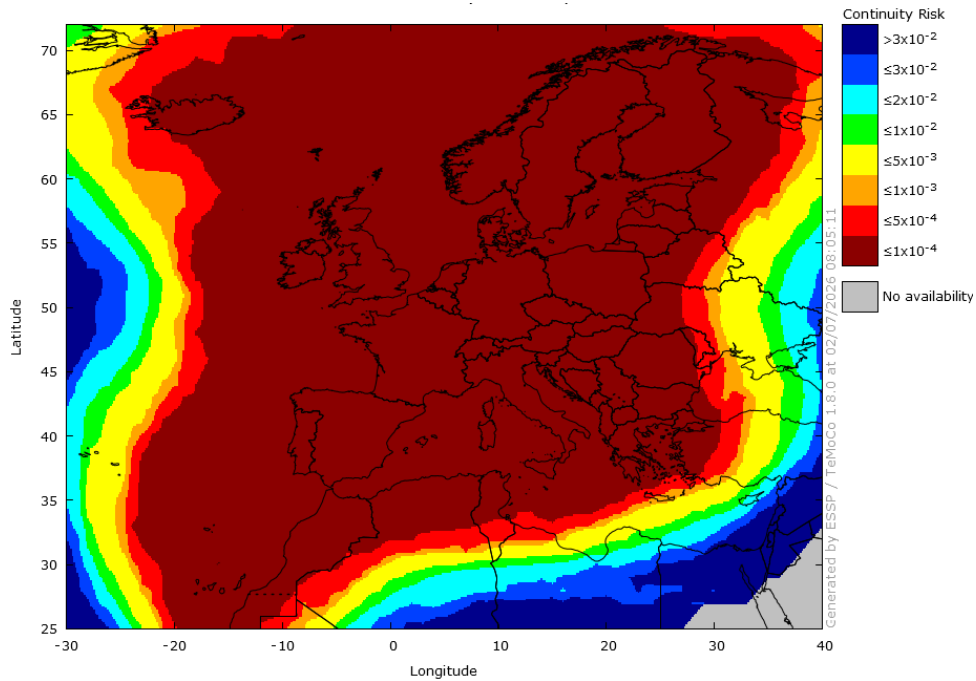 Continuity Risk
>3x10⁻²
≤3x10⁻²
≤2x10⁻²
≤1x10⁻²
≤5x10⁻³
≤1x10⁻³
≤5x10⁻⁴
≤1x10⁻⁴
No availability
Latitude
70
65
60
55
50
45
40
35
30
25
-30
-20
-10
0
10
20
30
40
Longitude
Generated by ESSP / TeMoCo 1.8.0 at 02/07/2026 08:05:11